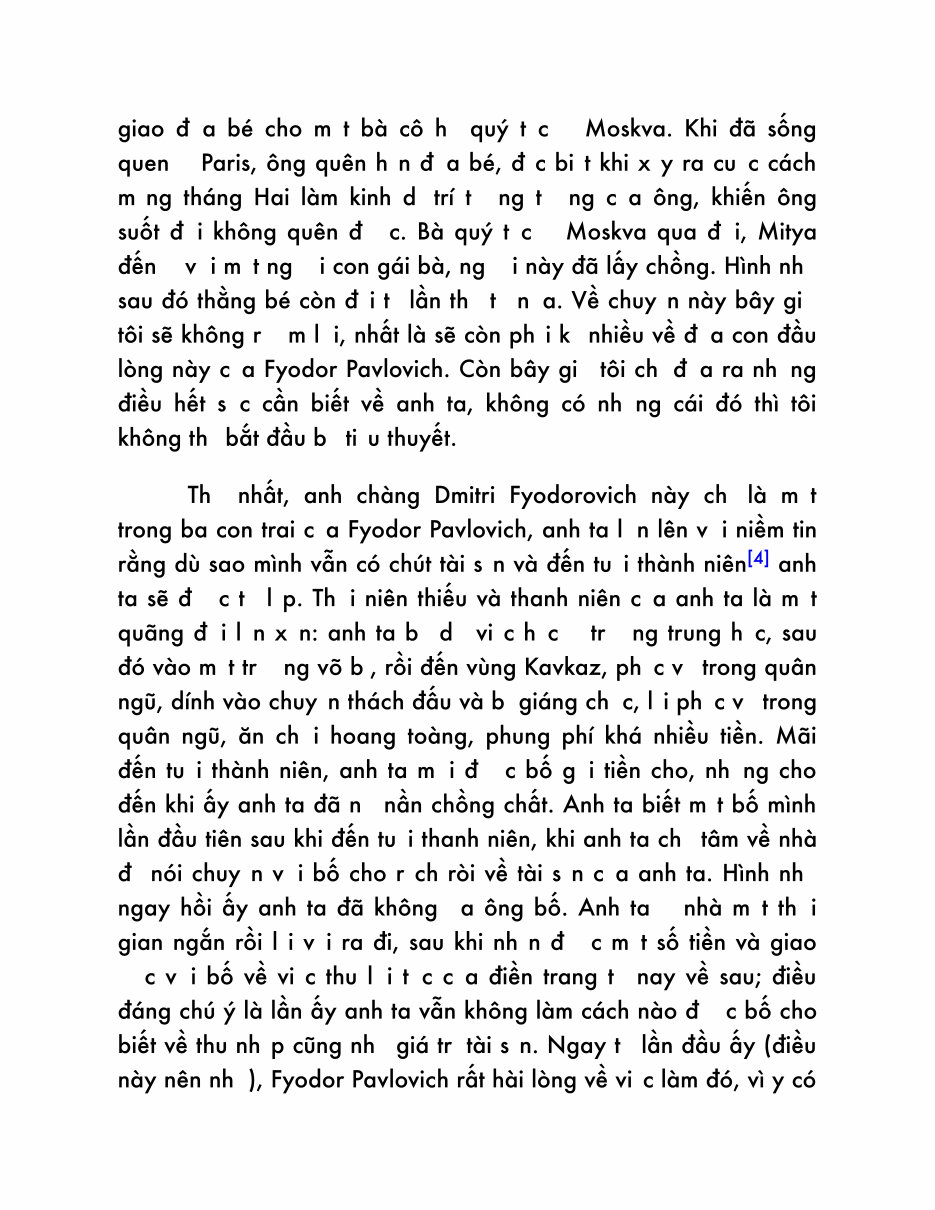 giao đ a bé cho m t bà cô h quý t c Moskva. Khi đã sống
quen Paris, ông quên h n đ a bé, đ c bi t khi x y ra cu c cách
m ng tháng Hai làm kinh d trí t ng t ng c a ông, khiến ông
suốt đ i không quên đ c. Bà quý t c Moskva qua đ i, Mitya
đến v i m t ng i con gái bà, ng i này đã lấy chồng. Hình nh
sau đó thằng bé còn đ i t lần th t n a. Về chuy n này bây gi
tôi sẽ không r m l i, nhất là sẽ còn ph i k nhiều về đ a con đầu
lòng này c a Fyodor Pavlovich. Còn bây gi tôi ch đ a ra nh ng
điều hết s c cần biết về anh ta, không có nh ng cái đó thì tôi
không th bắt đầu b ti u thuyết.
Th nhất, anh chàng Dmitri Fyodorovich này ch là m t
trong ba con trai c a Fyodor Pavlovich, anh ta l n lên v i niềm tin
rằng dù sao mình vẫn có chút tài s n và đến tu i thành niên[4] anh
ta sẽ đ c t l p. Th i niên thiếu và thanh niên c a anh ta là m t
quãng đ i l n x n: anh ta b d vi c h c tr ng trung h c, sau
đó vào m t tr ng võ b , rồi đến vùng Kavkaz, ph c v trong quân
ngũ, dính vào chuy n thách đấu và b giáng ch c, l i ph c v trong
quân ngũ, ăn ch i hoang toàng, phung phí khá nhiều tiền. Mãi
đến tu i thành niên, anh ta m i đ c bố g i tiền cho, nh ng cho
đến khi ấy anh ta đã n nần chồng chất. Anh ta biết m t bố mình
lần đầu tiên sau khi đến tu i thanh niên, khi anh ta ch tâm về nhà
đ nói chuy n v i bố cho r ch ròi về tài s n c a anh ta. Hình nh
ngay hồi ấy anh ta đã không a ông bố. Anh ta nhà m t th i
gian ngắn rồi l i v i ra đi, sau khi nh n đ c m t số tiền và giao
c v i bố về vi c thu l i t c c a điền trang t nay về sau; điều
đáng chú ý là lần ấy anh ta vẫn không làm cách nào đ c bố cho
biết về thu nh p cũng nh giá tr tài s n. Ngay t lần đầu ấy (điều
này nên nh ), Fyodor Pavlovich rất hài lòng về vi c làm đó, vì y có